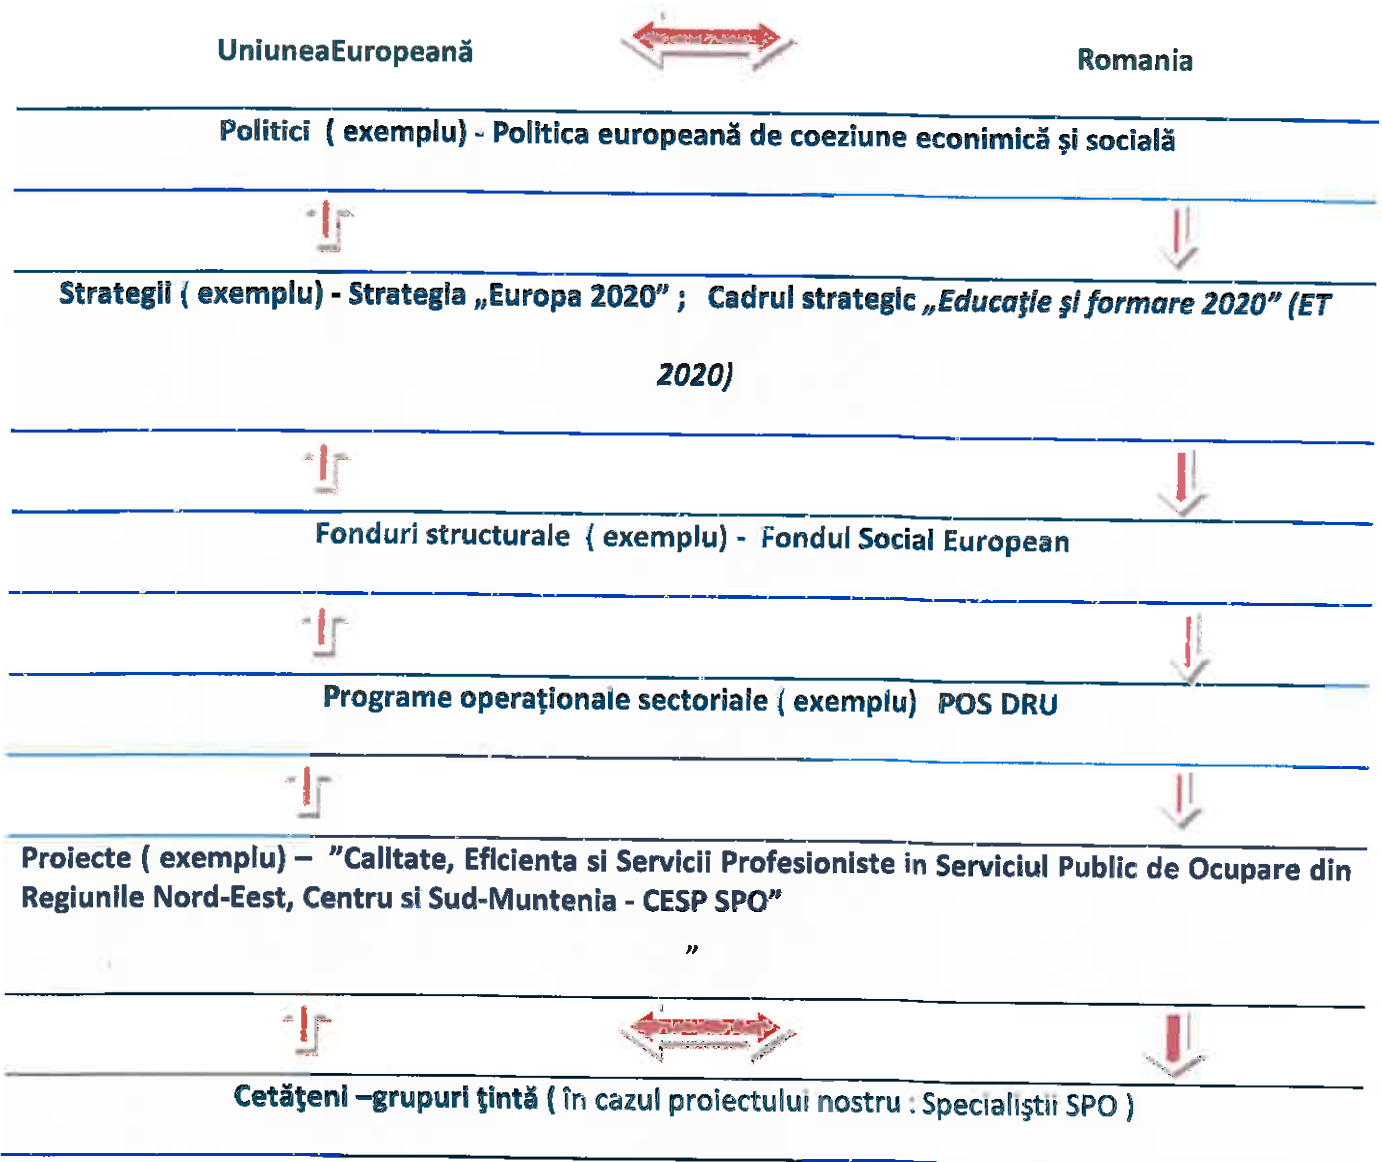 UniuneaEuropeană
Romania
Politici ( exemplu) - Politica europeană de coeziune econimică și socială
Strategii ( exemplu) - Strategia „Europa 2020” ; Cadrul strategic „Educaţie şi formare 2020” (ET
2020)
Fonduri structurale ( exemplu) - Fondul Social European
Programe operaționale sectoriale ( exemplu) POS DRU
Proiecte ( exemplu) – ”Calitate, Eficienta si Servicii Profesioniste in Serviciul Public de Ocupare din
Regiunile Nord-Eest, Centru si Sud-Muntenia - CESP SPO”
”
Cetăţeni –grupuri ţintă ( în cazul proiectului nostru : Specialiştii SPO )